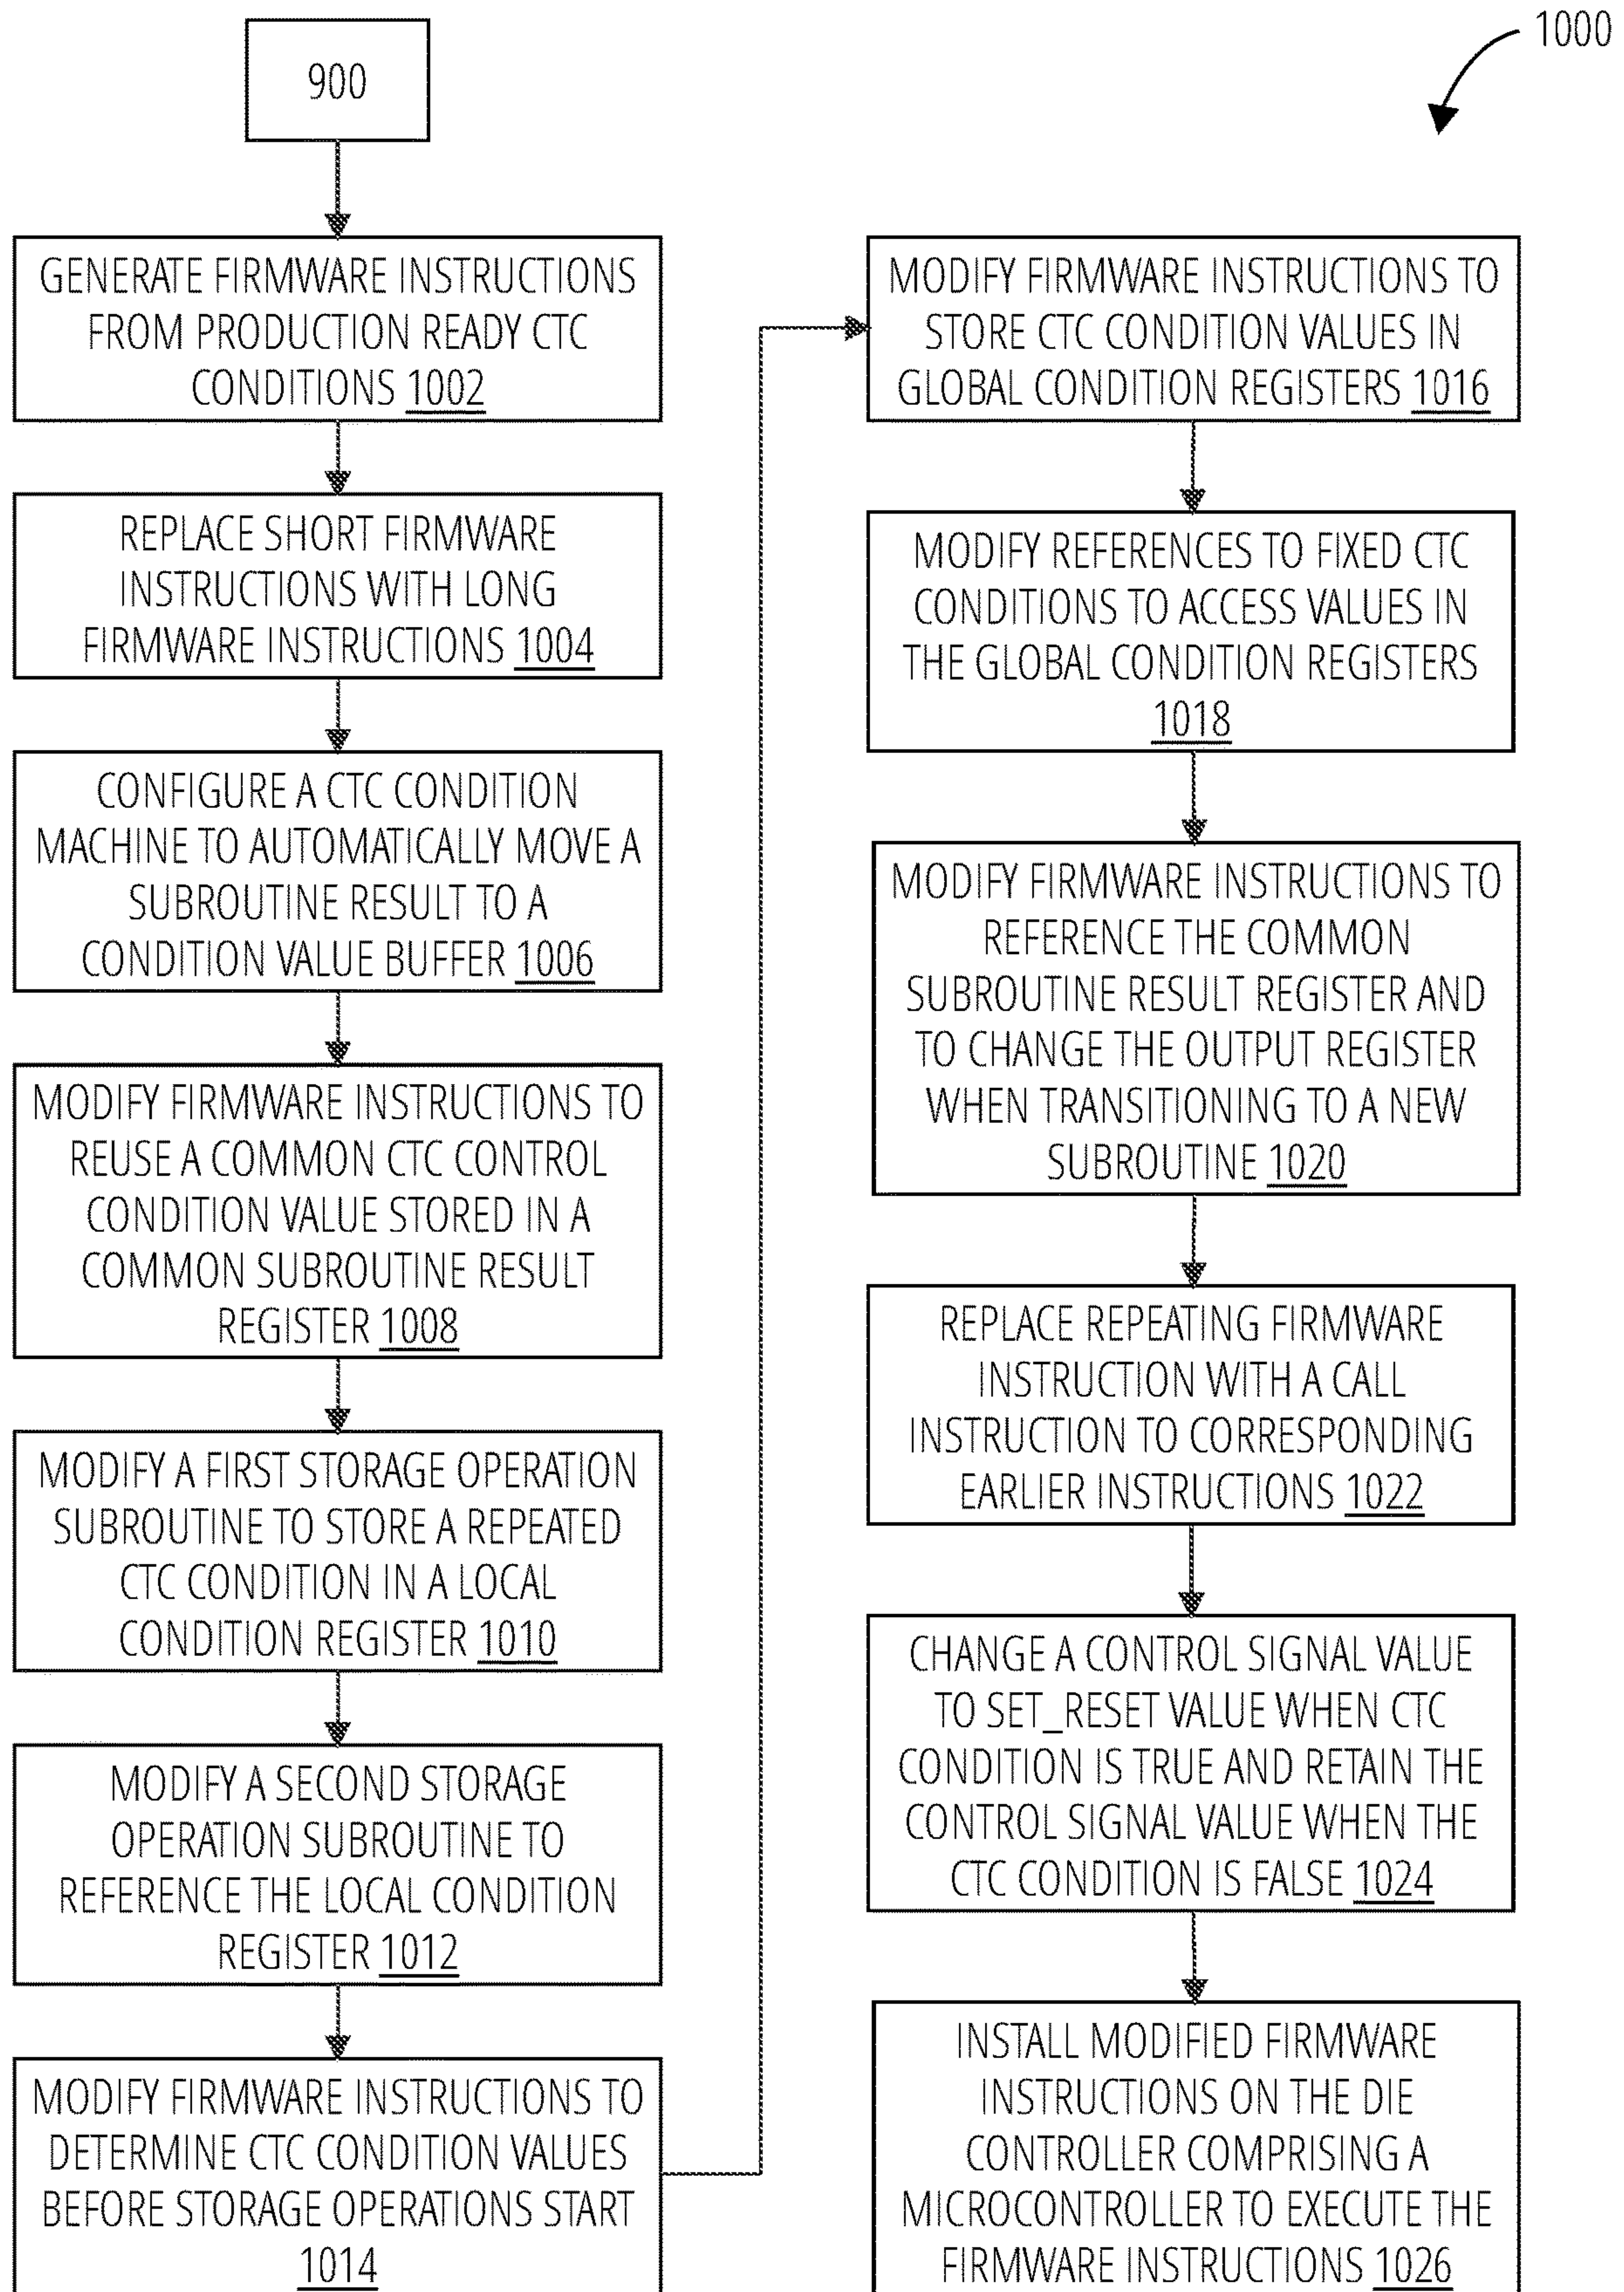 1000
900
GENERATE FIRMWARE INSTRUCTIONS
FROM PRODUCTION READY CTC
CONDITIONS 1002
REPLACE SHORT FIRMWARE
INSTRUCTIONS WITH LONG
FIRMWARE INSTRUCTIONS 1004
CONFIGURE A CTC CONDITION
MACHINE TO AUTOMATICALLY MOVE A
SUBROUTINE RESULT TO A
CONDITION VALUE BUFFER 1006
MODIFY FIRMWARE INSTRUCTIONS TO
REUSE A COMMON CTC CONTROL
CONDITION VALUE STORED IN A
COMMON SUBROUTINE RESULT
REGISTER 1008
MODIFY A FIRST STORAGE OPERATION
SUBROUTINE TO STORE A REPEATED
CTC CONDITION IN A LOCAL
CONDITION REGISTER 1010
MODIFY A SECOND STORAGE
OPERATION SUBROUTINE TO
REFERENCE THE LOCAL CONDITION
REGISTER 1012
MODIFY FIRMWARE INSTRUCTIONS TO
DETERMINE CTC CONDITION VALUES
BEFORE STORAGE OPERATIONS START
1014
MODIFY FIRMWARE INSTRUCTIONS TO
STORE CTC CONDITION VALUES IN
GLOBAL CONDITION REGISTERS 1016
MODIFY REFERENCES TO FIXED CTC
CONDITIONS TO ACCESS VALUES IN
THE GLOBAL CONDITION REGISTERS
1018
MODIFY FIRMWARE INSTRUCTIONS TO
REFERENCE THE COMMON
SUBROUTINE RESULT REGISTER AND
TO CHANGE THE OUTPUT REGISTER
WHEN TRANSITIONING TO A NEW
SUBROUTINE 1020
REPLACE REPEATING FIRMWARE
INSTRUCTION WITH A CALL
INSTRUCTION TO CORRESPONDING
EARLIER INSTRUCTIONS 1022
CHANGE A CONTROL SIGNAL VALUE
TO SET_RESET VALUE WHEN CTC
CONDITION IS TRUE AND RETAIN THE
CONTROL SIGNAL VALUE WHEN THE
CTC CONDITION IS FALSE 1024
INSTALL MODIFIED FIRMWARE
INSTRUCTIONS ON THE DIE
CONTROLLER COMPRISING A
MICROCONTROLLER TO EXECUTE THE
FIRMWARE INSTRUCTIONS 1026